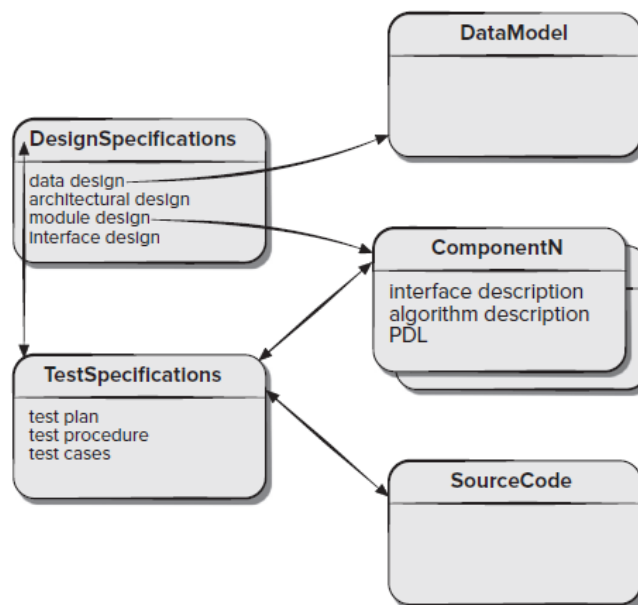 DataModel
DesignSpecifications
data design
architectural design
module design
interface design
ComponentN
interface description
algorithm description
PDL
TestSpecifications
test plan
test procedure
test cases
SourceCode